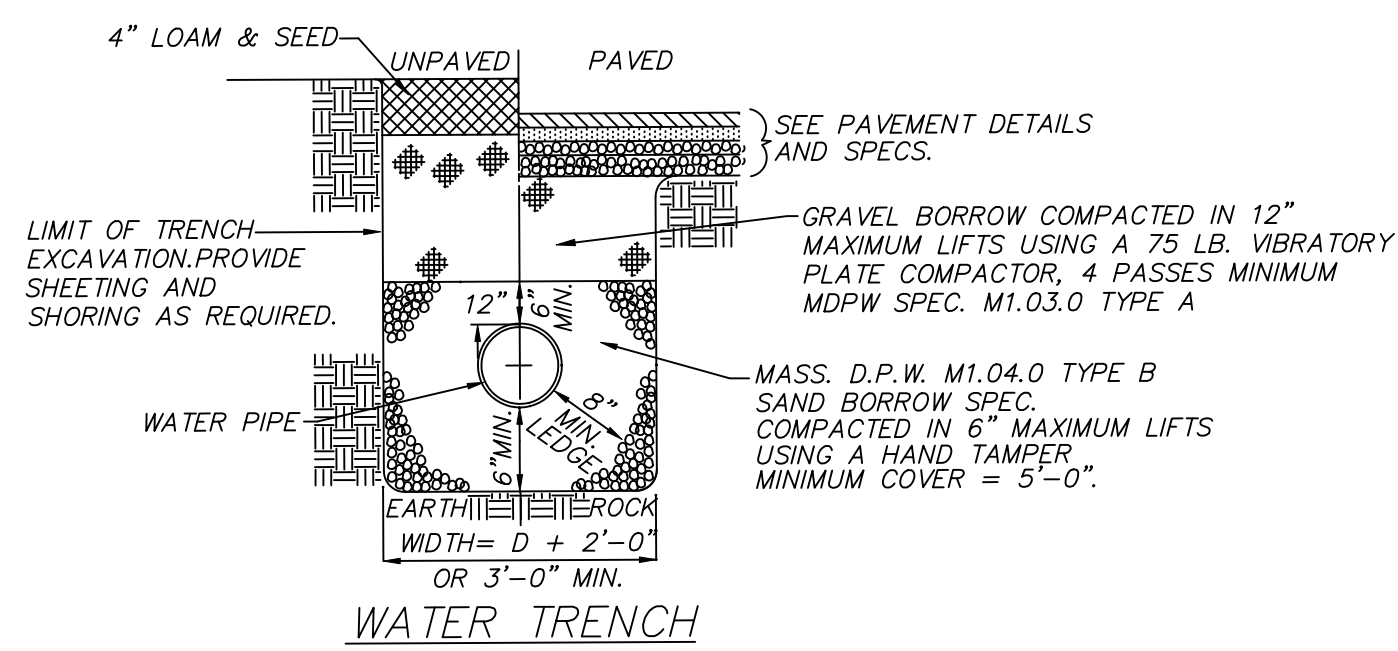 4" LOAM & SEED
UNPAVED
PAVED
SEE PAVEMENT DETAILS
AND SPECS.
LIMIT OF TRENCH
EXCAVATION.PROVIDE
SHEETING AND
SHORING AS REQUIRED.
GRAVEL BORROW COMPACTED IN 12"
MAXIMUM LIFTS USING A 75 LB. VIBRATORY
PLATE COMPACTOR, 4 PASSES MINIMUM
MDPW SPEC. M1.03.0 TYPE A
12"
6"
MIN.
MASS. D.P.W. M1.04.0 TYPE B
SAND BORROW SPEC.
COMPACTED IN 6" MAXIMUM LIFTS
USING A HAND TAMPER
MINIMUM COVER = 5'-0".
WATER PIPE
8"
MIN.
LEDGE
6"MIN.
EARTH
ROCK
WIDTH= D + 2'-0"
OR 3'-0" MIN.
WATER TRENCH